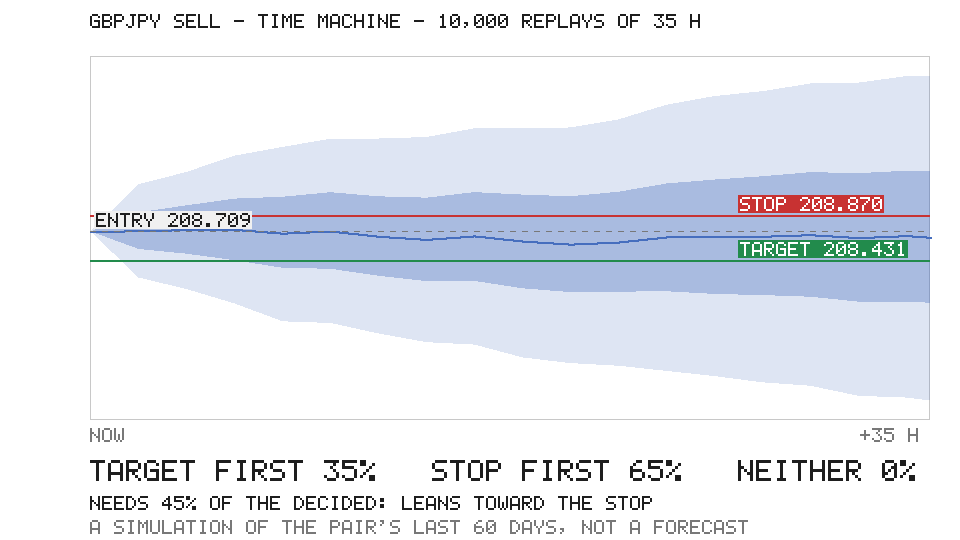 GBPJPY SELL – TIME MACHINE – 10,000 REPLAYS OF 35 H
STOP 208.870
ENTRY 208.709
TARGET 208.431
NOW
+35 H
TARGET FIRST 35% STOP FIRST 65% NEITHER 0%
NEEDS 45% OF THE DECIDED: LEANS TOWARD THE STOP
A SIMULATION OF THE PAIR'S LAST 60 DAYS, NOT A FORECAST